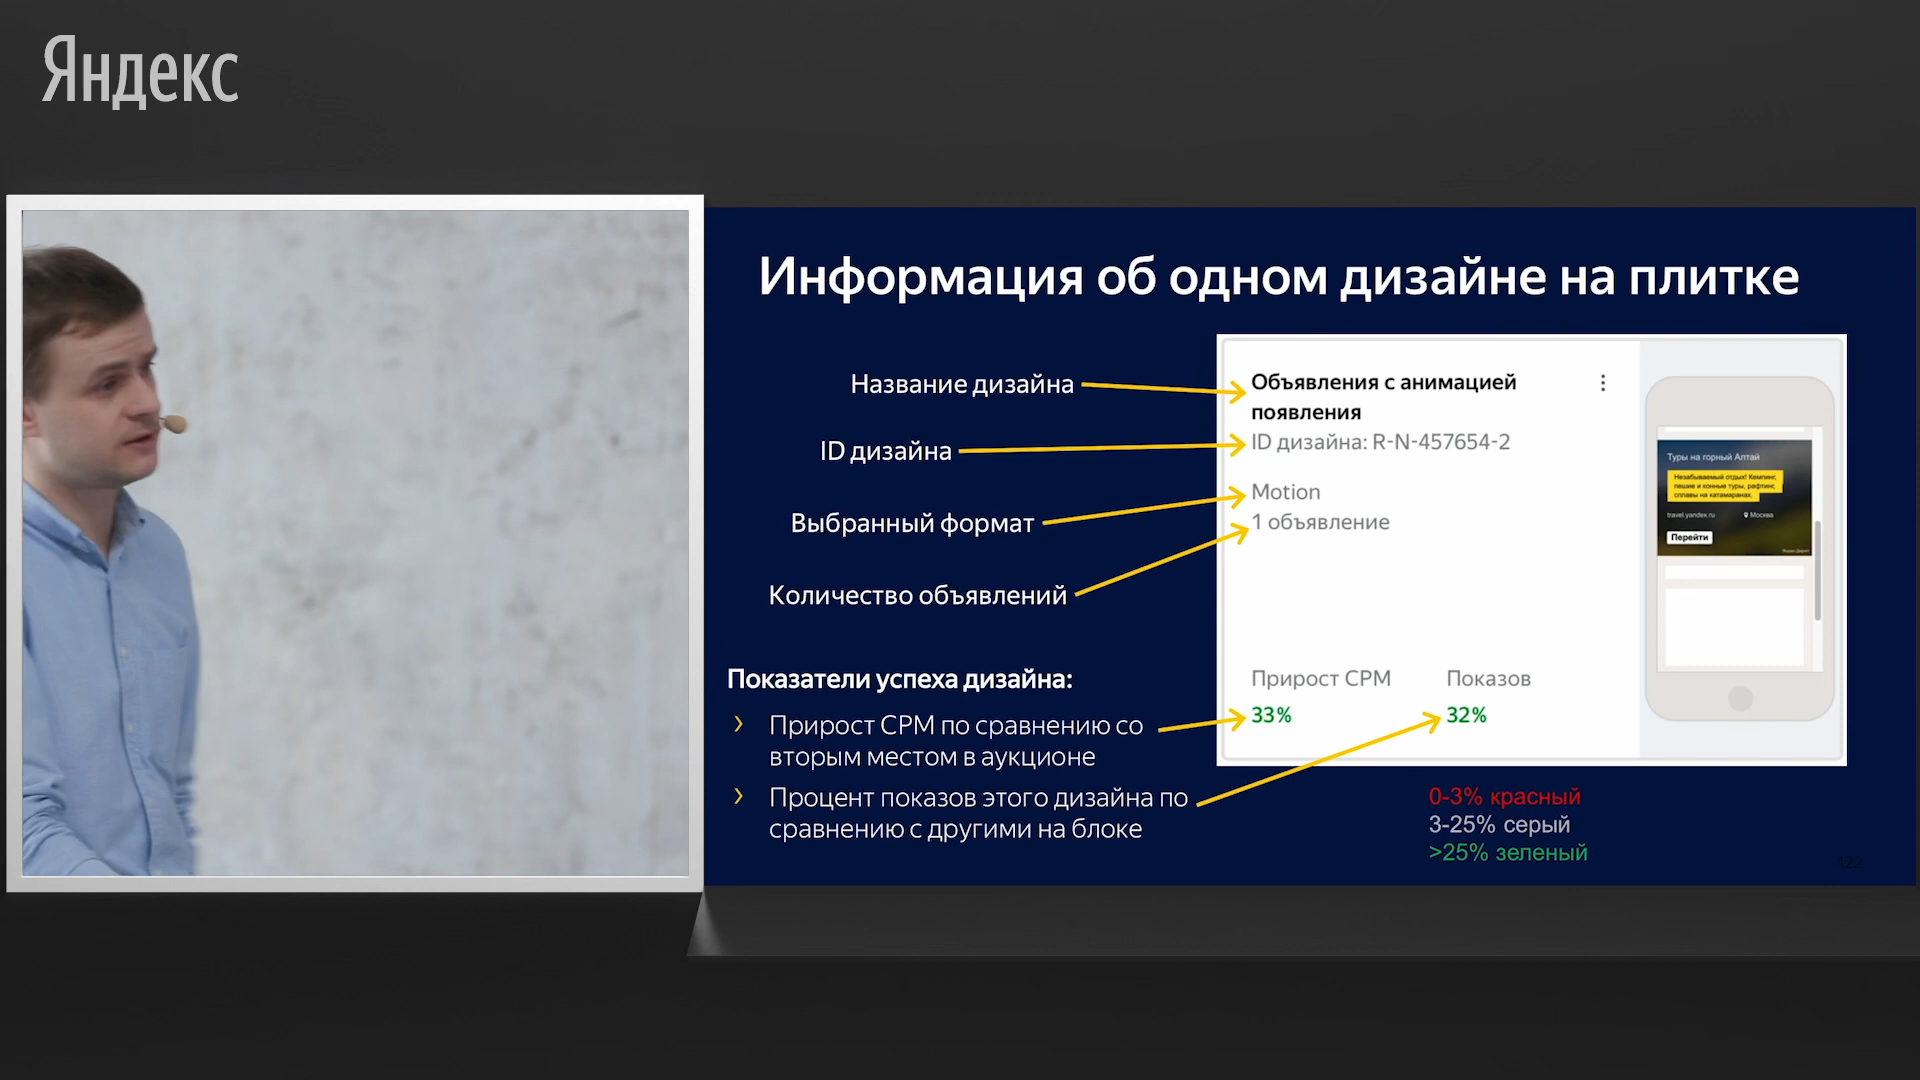 Яндекс
Информация об одном дизайне на плитке
Название дизайна
ID дизайна
Выбранный формат
Количество объявлений
Показатели успеха дизайна:
› Прирост CPM по сравнению со
вторым местом в аукционе
› Процент показов этого дизайна по
сравнению с другими на блоке
Объявления с анимацией
появления
ID дизайна: R-N-457654-2
Motion
1 объявление
Прирост CPM
Показов
33%
32%
Туры на горный Алтай
Незабываемый отдых! Кемпинг,
пешие и конные туры, рафтинг,
сплавы на катамаранах.
travel.yandex.ru
Москва
Перейти
Яндекс Директ
0-3% красный
3-25% серый
>25% зеленый
122